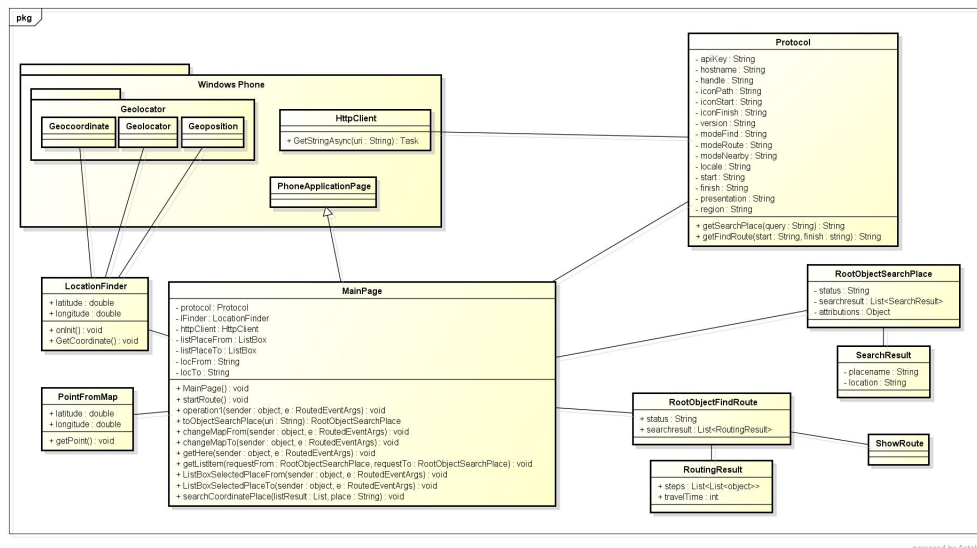 pkg
Windows Phone
Geolocator
Geocoordinate
Geolocator
Geoposition
HttpClient
+ GetStringAsync(uri : String) : Task
PhoneApplicationPage
Protocol
- apiKey : String
- hostname : String
- handle : String
- iconPath : String
- iconStart : String
- iconFinish : String
- version : String
- modeFind : String
- modeRoute : String
- modeNearby : String
- locale : String
- start : String
- finish : String
- presentation : String
- region : String
+ getSearchPlace(query : String) : String
+ getFindRoute(start : String, finish : string) : String
LocationFinder
+ latitude : double
+ longitude : double
+ onInit() : void
+ GetCoordinate() : void
PointFromMap
+ latitude : double
+ longitude : double
+ getPoint() : void
MainPage
- protocol : Protocol
- lFinder : LocationFinder
- httpClient : HttpClient
- listPlaceFrom : ListBox
- listPlaceTo : ListBox
- locFrom : String
- locTo : String
+ MainPage() : void
+ startRoute() : void
+ operation1(sender : object, e : RoutedEventArgs) : void
+ toObjectSearchPlace(uri : String) : RootObjectSearchPlace
+ changeMapFrom(sender : object, e : RoutedEventArgs) : void
+ changeMapTo(sender : object, e : RoutedEventArgs) : void
+ getHere(sender : object, e : RoutedEventArgs) : void
+ getListItem(requestFrom : RootObjectSearchPlace, requestTo : RootObjectSearchPlace) : void
+ ListBoxSelectedPlaceFrom(sender : object, e : RoutedEventArgs) : void
+ ListBoxSelectedPlaceTo(sender : object, e : RoutedEventArgs) : void
+ searchCoordinatePlace(listResult : List, place : String) : void
RootObjectSearchPlace
- status : String
- searchresult : List<SearchResult>
- attributions : Object
SearchResult
- placename : String
- location : String
RootObjectFindRoute
+ status : String
+ searchresult : List<RoutingResult>
ShowRoute
RoutingResult
+ steps : List<List<object>>
+ travelTime : int
powered by Astah